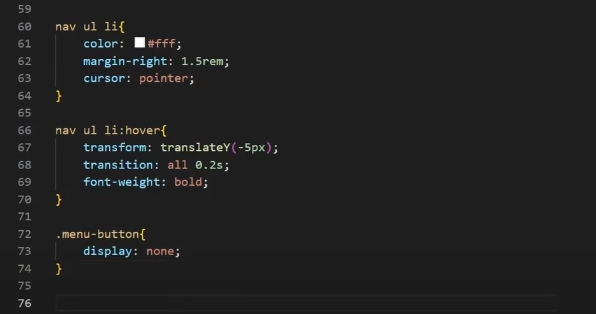 59
60 nav ul li{
61 color: #fff;
62 margin-right: 1.5rem;
63 cursor: pointer;
64 }
65
66 nav ul li:hover{
67 transform: translateY(-5px);
68 transition: all 0.2s;
69 font-weight: bold;
70 }
71
72 .menu-button{
73 display: none;
74 }
75
76